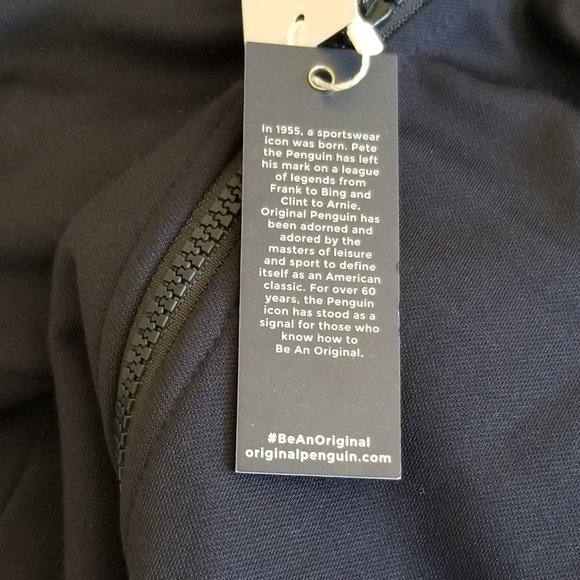 In 1955, a sportswear
icon was born. Pete
the Penguin has left
his mark on a league
of legends from
Frank to Bing and
Clint to Arnie.
Original Penguin has
been adorned and
adored by the
masters of leisure
and sport to define
itself as an American
classic. For over 60
years, the Penguin
icon has stood as a
signal for those who
know how to
Be An Original.
#BeAnOriginal
originalpenguin.com